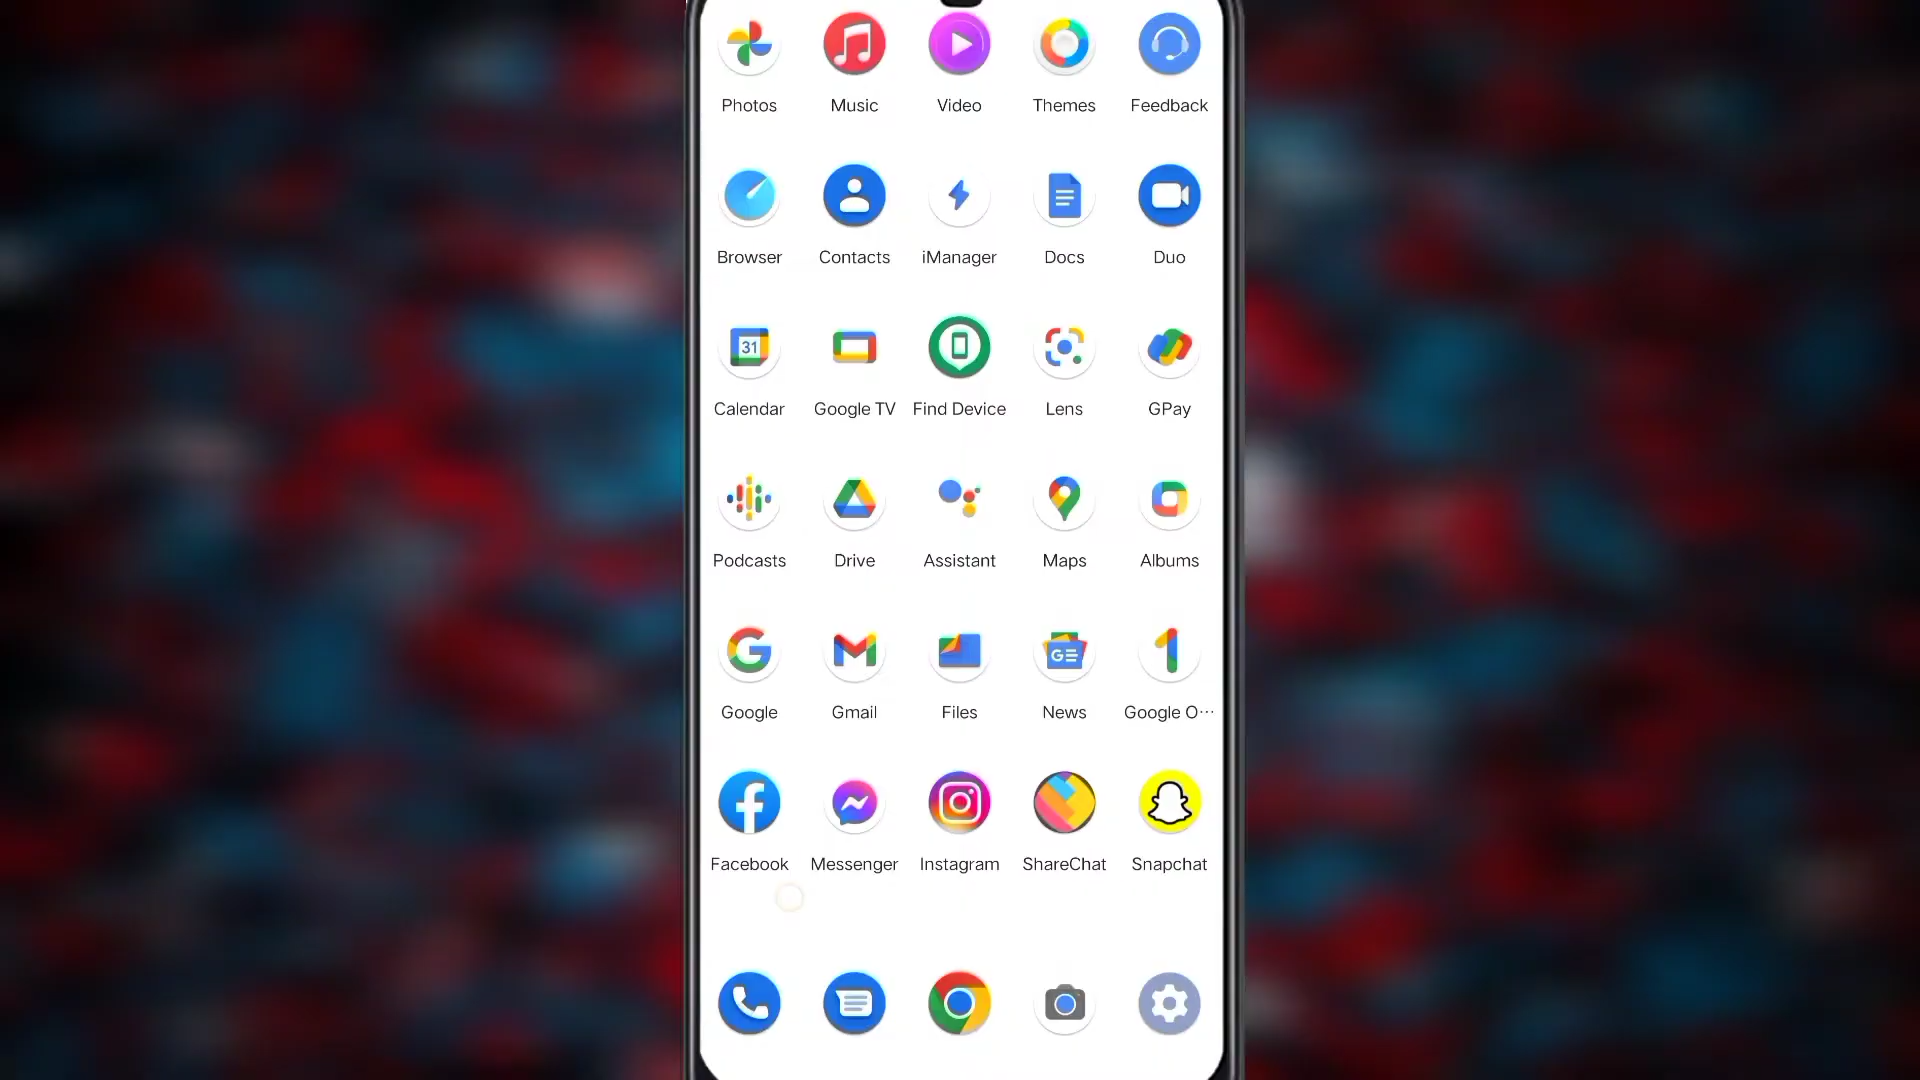 Photos Music Video Themes Feedback
Browser Contacts iManager Docs Duo
31
Calendar Google TV Find Device Lens GPay
Podcasts Drive Assistant Maps Albums
GE
Google Gmail Files News Google O···
Facebook Messenger Instagram ShareChat Snapchat